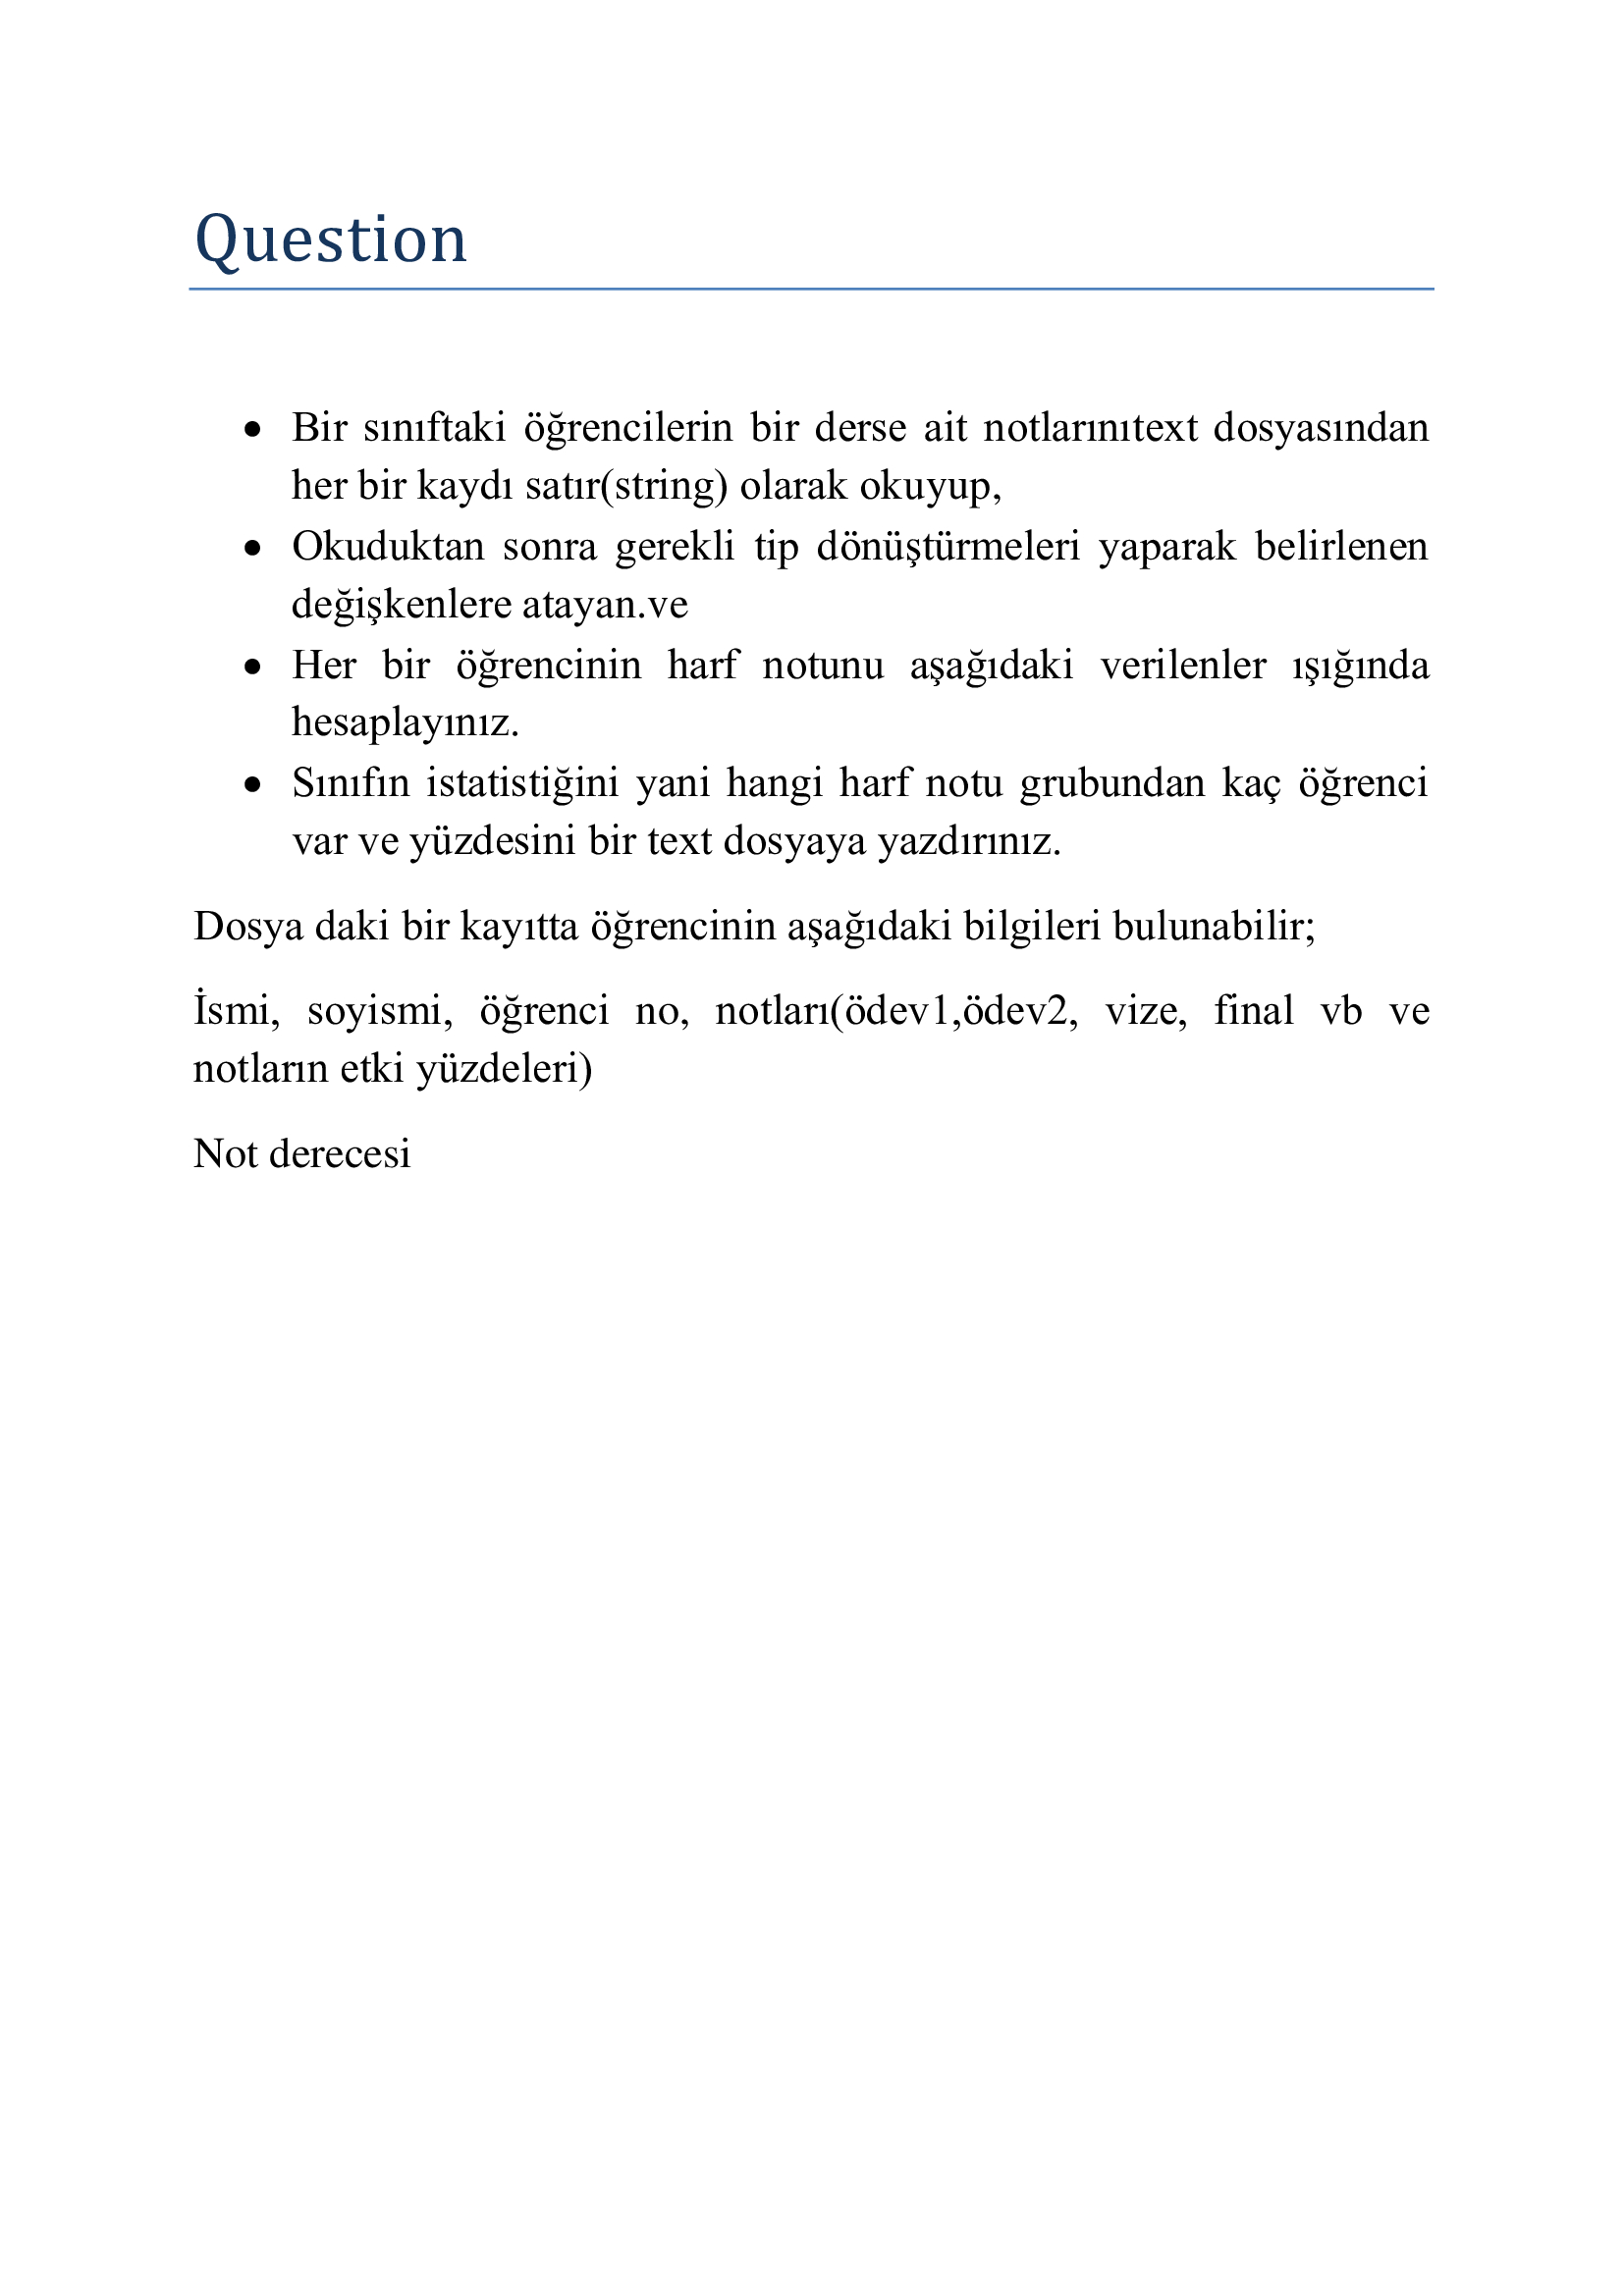 Question
• Bir sınıftaki öğrencilerin bir derse ait notlarınıtext dosyasından
her bir kaydı satır(string) olarak okuyup,
• Okuduktan sonra gerekli tip dönüştürmeleri yaparak belirlenen
değişkenlere atayan.ve
• Her bir öğrencinin harf notunu aşağıdaki verilenler ışığında
hesaplayınız.
• Sınıfın istatistiğini yani hangi harf notu grubundan kaç öğrenci
var ve yüzdesini bir text dosyaya yazdırınız.
Dosya daki bir kayıtta öğrencinin aşağıdaki bilgileri bulunabilir;
İsmi, soyismi, öğrenci no, notları(ödev1,ödev2, vize, final vb ve
notların etki yüzdeleri)
Not derecesi